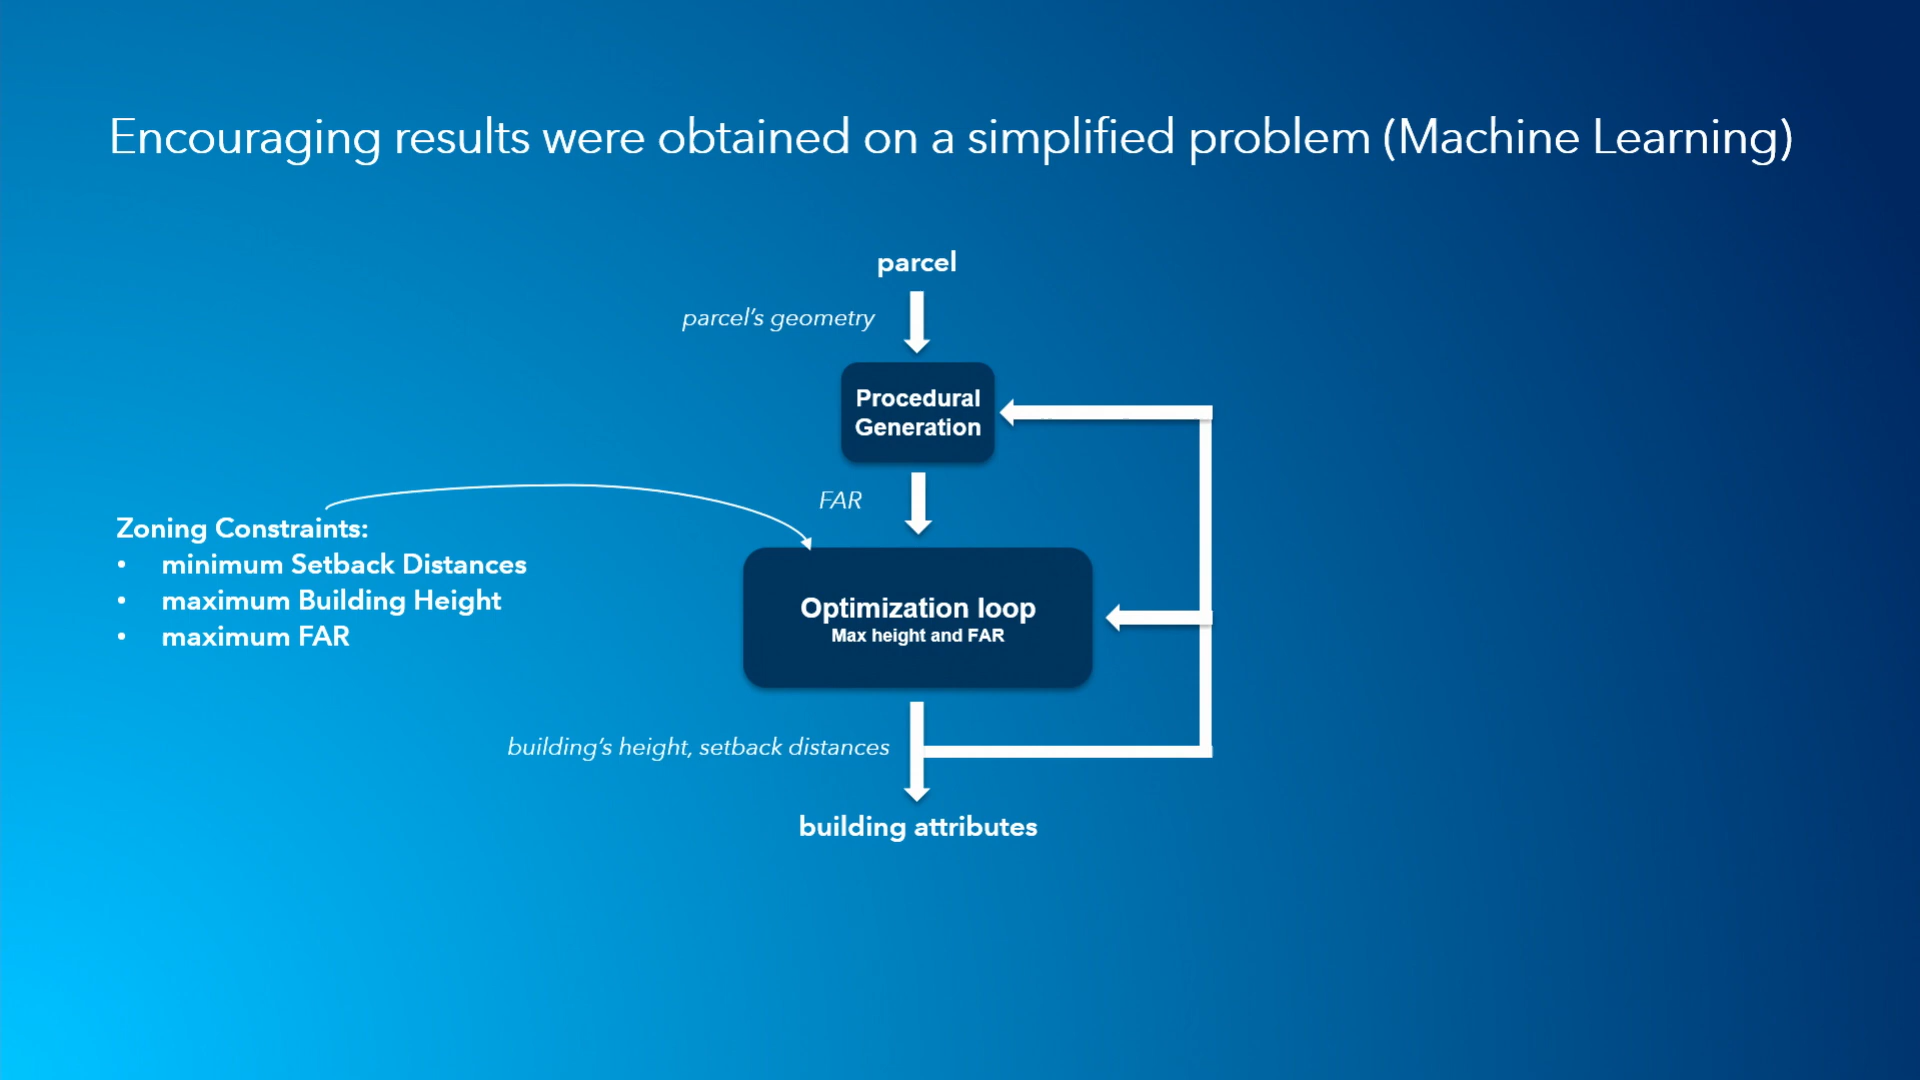 Encouraging results were obtained on a simplified problem (Machine Learning)
parcel
parcel’s geometry
Procedural
Generation
FAR
Zoning Constraints:
• minimum Setback Distances
• maximum Building Height
• maximum FAR
Optimization loop
Max height and FAR
building’s height, setback distances
building attributes